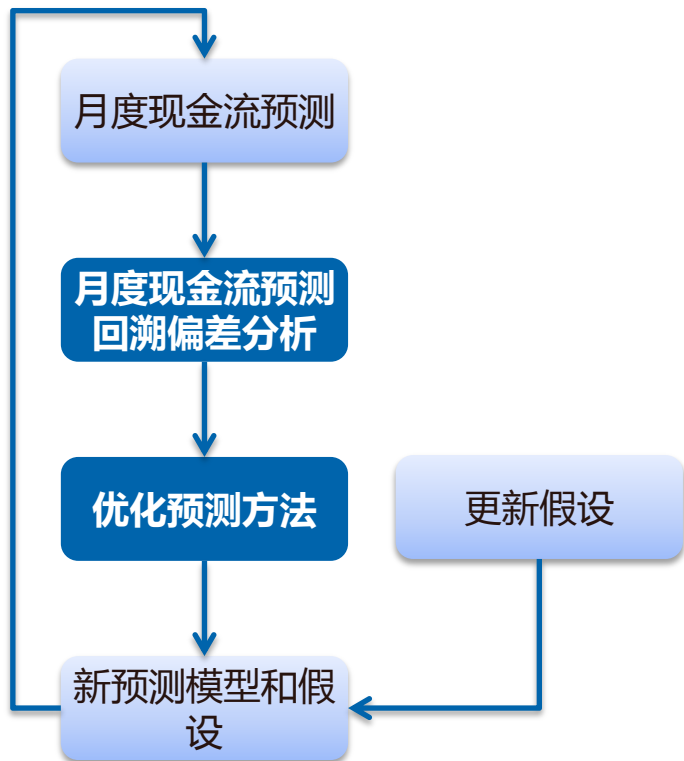 月度现金流预测
月度现金流预测
回溯偏差分析
优化预测方法
更新假设
新预测模型和假
设